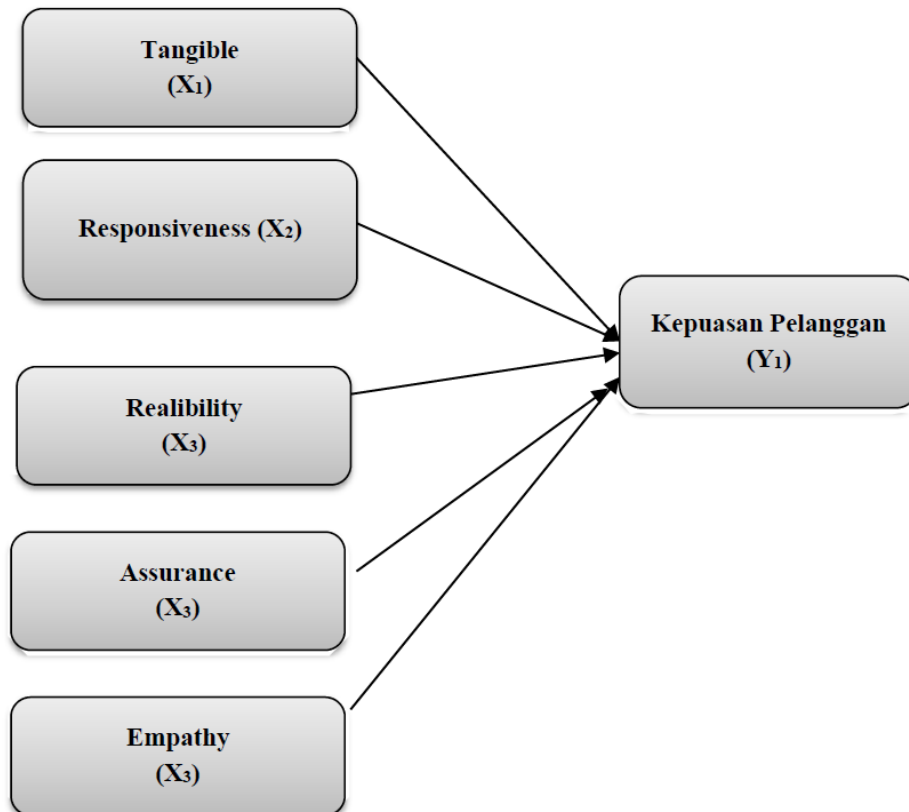 Tangible
(X₁)
Responsiveness (X₂)
Kepuasan Pelanggan
(Y₁)
Realibility
(X₃)
Assurance
(X₃)
Empathy
(X₃)